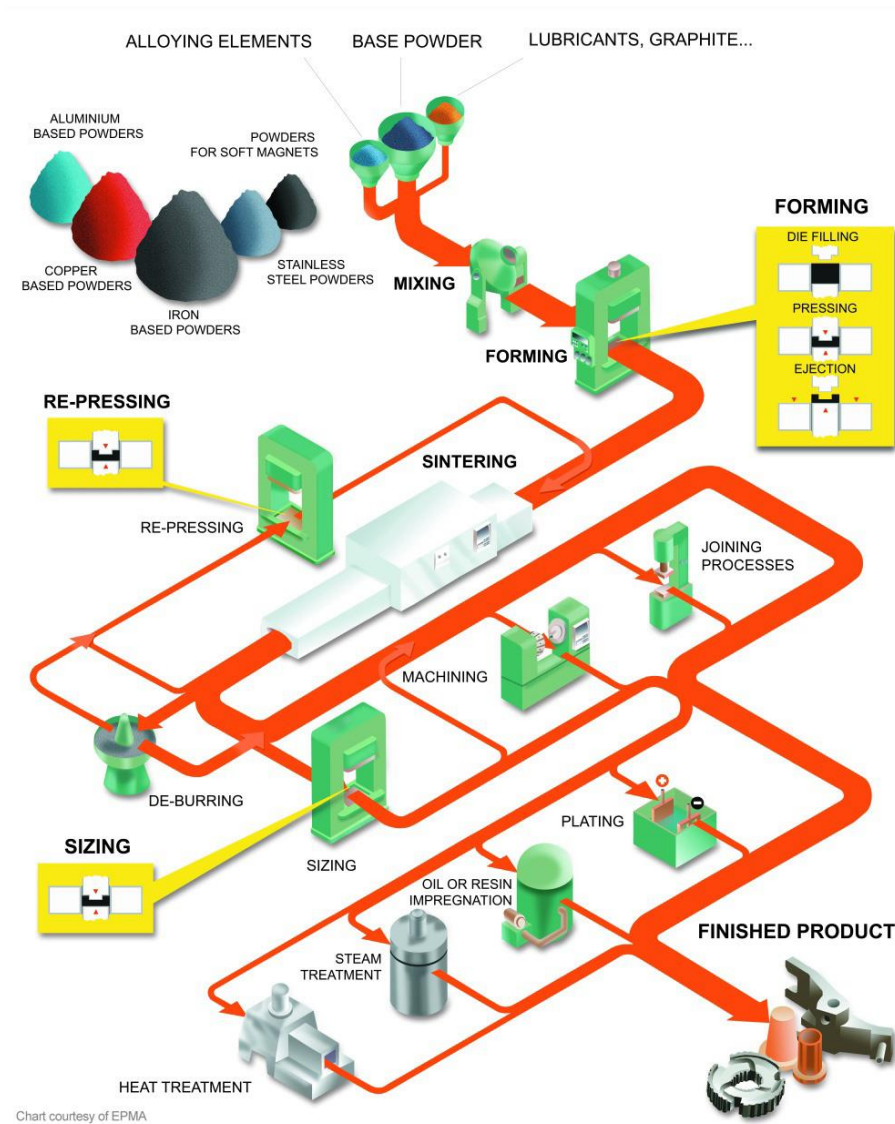 ALLOYING ELEMENTS
BASE POWDER
LUBRICANTS, GRAPHITE...
ALUMINIUM
BASED POWDERS
POWDERS
FOR SOFT MAGNETS
COPPER
BASED POWDERS
IRON
BASED POWDERS
STAINLESS
STEEL POWDERS
MIXING
FORMING
FORMING
DIE FILLING
PRESSING
EJECTION
RE-PRESSING
RE-PRESSING
SINTERING
JOINING
PROCESSES
MACHINING
DE-BURRING
SIZING
SIZING
PLATING
OIL OR RESIN
IMPREGNATION
STEAM
TREATMENT
HEAT TREATMENT
FINISHED PRODUCT
Chart courtesy of EPMA